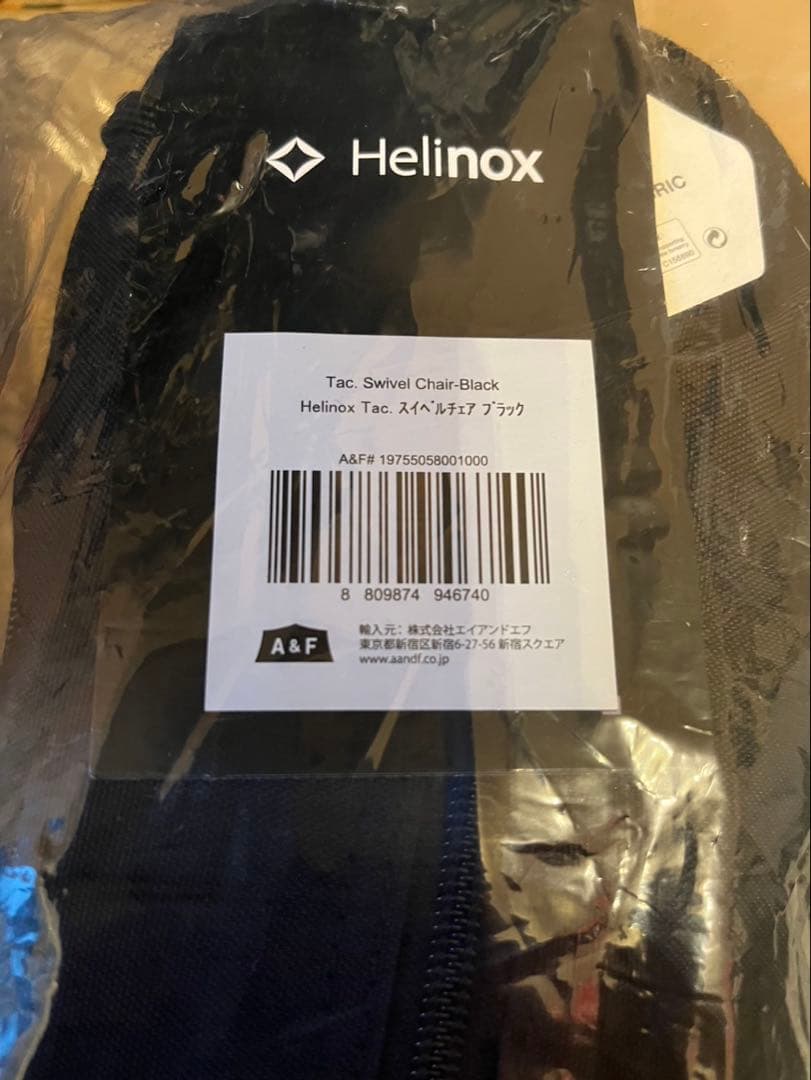 Helinox
RIC
C155890
Tac. Swivel Chair-Black
Helinox Tac. スイベルチェア ブラック
A&F# 19755058001000
8 809874 946740
A & F
輸入元：株式会社エイアンドエフ
東京都新宿区新宿6-27-56 新宿スクエア
www.aandf.co.jp